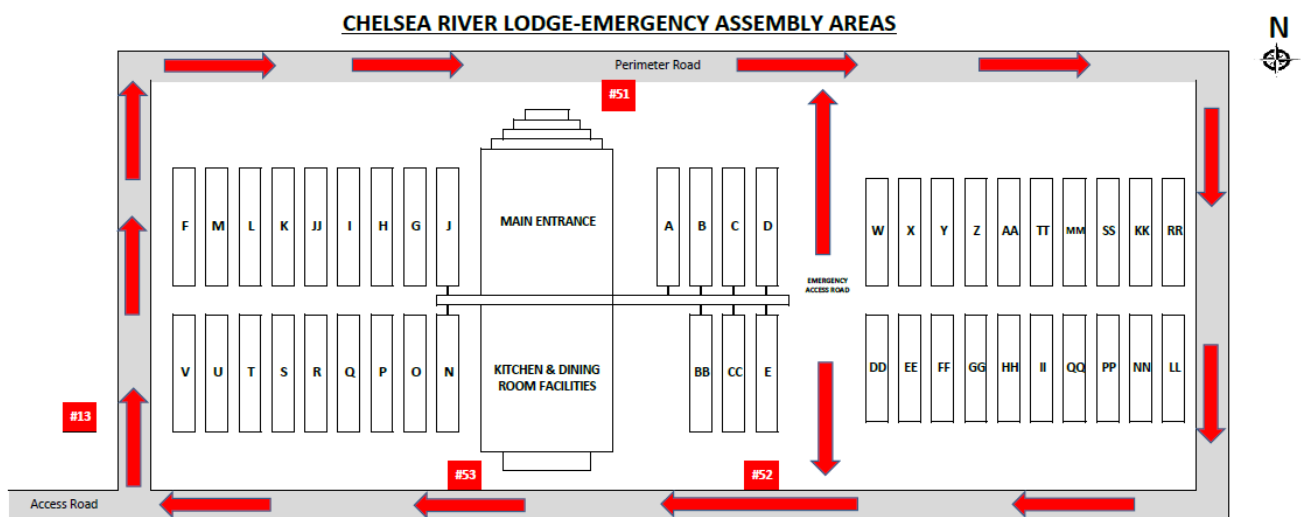 CHELSEA RIVER LODGE-EMERGENCY ASSEMBLY AREAS
N
Perimeter Road
#51
F M L K JJ I H G J
MAIN ENTRANCE
A B C D
W X Y Z AA TT MM SS KK RR
EMERGENCY
ACCESS ROAD
V U T S R Q P O N
KITCHEN & DINING
ROOM FACILITIES
BB CC E
DD EE FF GG HH II QQ PP NN LL
#13
#53
#52
Access Road